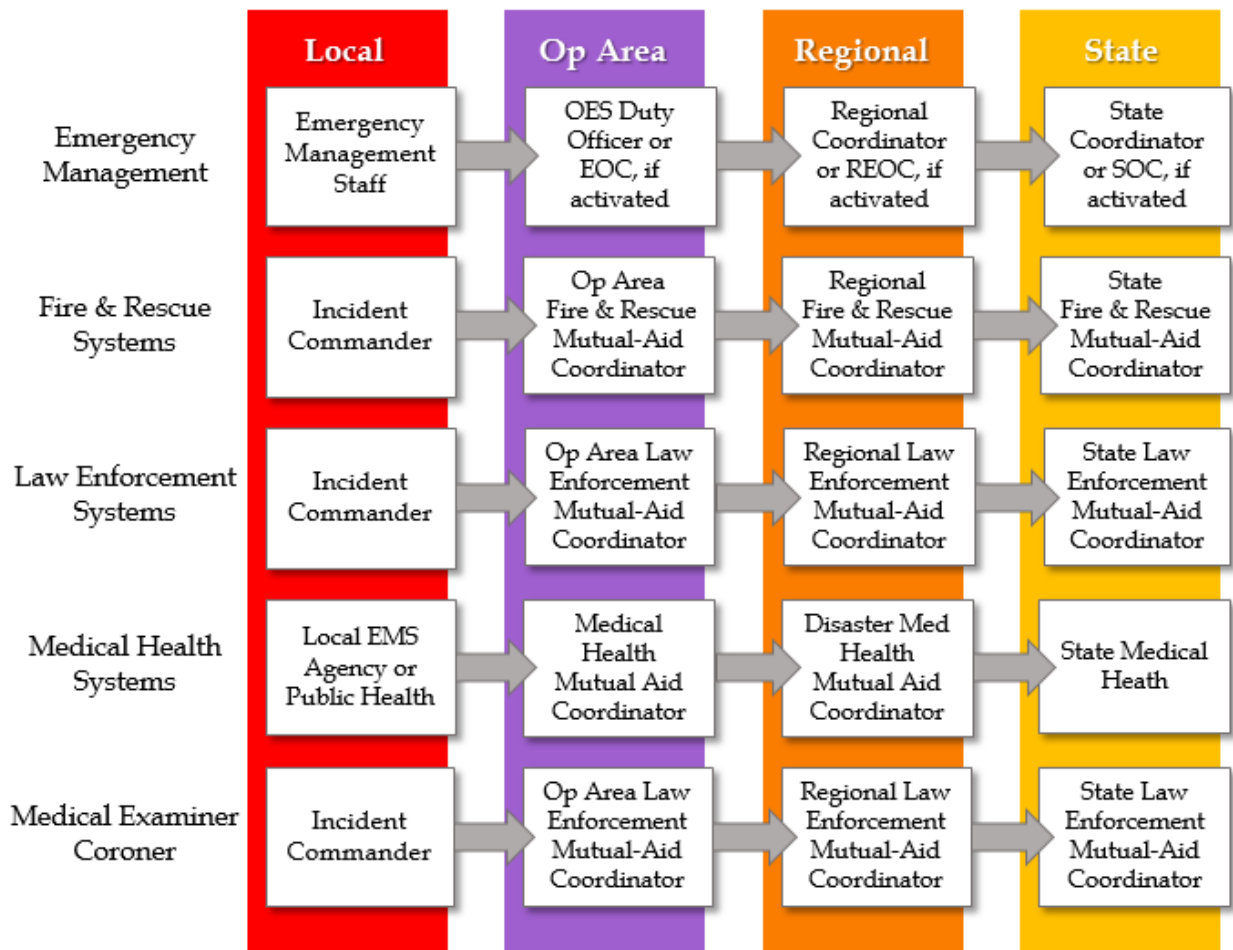 Local
Op Area
Regional
State
Emergency
Management
Emergency
Management
Staff
OES Duty
Officer or
EOC, if
activated
Regional
Coordinator
or REOC, if
activated
State
Coordinator
or SOC, if
activated
Fire & Rescue
Systems
Incident
Commander
Op Area
Fire & Rescue
Mutual-Aid
Coordinator
Regional
Fire & Rescue
Mutual-Aid
Coordinator
State
Fire & Rescue
Mutual-Aid
Coordinator
Law Enforcement
Systems
Incident
Commander
Op Area Law
Enforcement
Mutual-Aid
Coordinator
Regional Law
Enforcement
Mutual-Aid
Coordinator
State Law
Enforcement
Mutual-Aid
Coordinator
Medical Health
Systems
Local EMS
Agency or
Public Health
Medical
Health
Mutual Aid
Coordinator
Disaster Med
Health
Mutual Aid
Coordinator
State Medical
Heath
Medical Examiner
Coroner
Incident
Commander
Op Area Law
Enforcement
Mutual-Aid
Coordinator
Regional Law
Enforcement
Mutual-Aid
Coordinator
State Law
Enforcement
Mutual-Aid
Coordinator